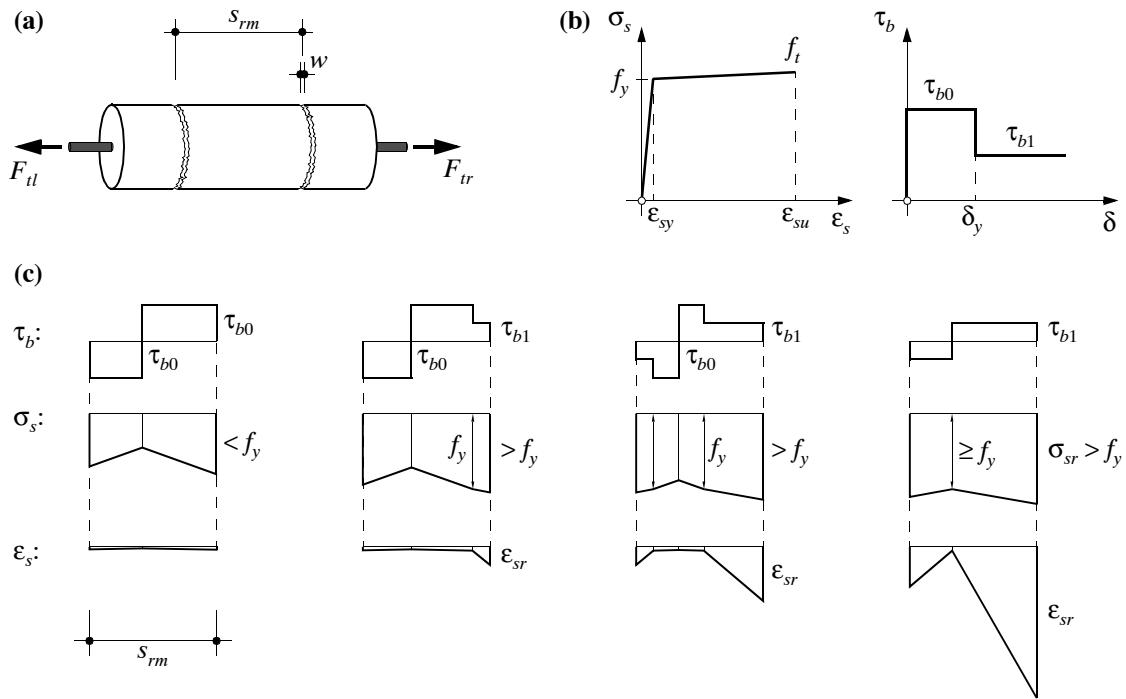 (a)
s_rm
w
F_tl
F_tr
(b)
σ_s
f_y
f_t
ε_sy
ε_su
ε_s
τ_b
τ_b0
τ_b1
δ_y
δ
(c)
τ_b:
τ_b0
τ_b0
τ_b1
τ_b0
τ_b1
τ_b1
σ_s:
< f_y
f_y
> f_y
f_y
> f_y
≥ f_y
σ_sr > f_y
ε_s:
ε_sr
ε_sr
ε_sr
s_rm